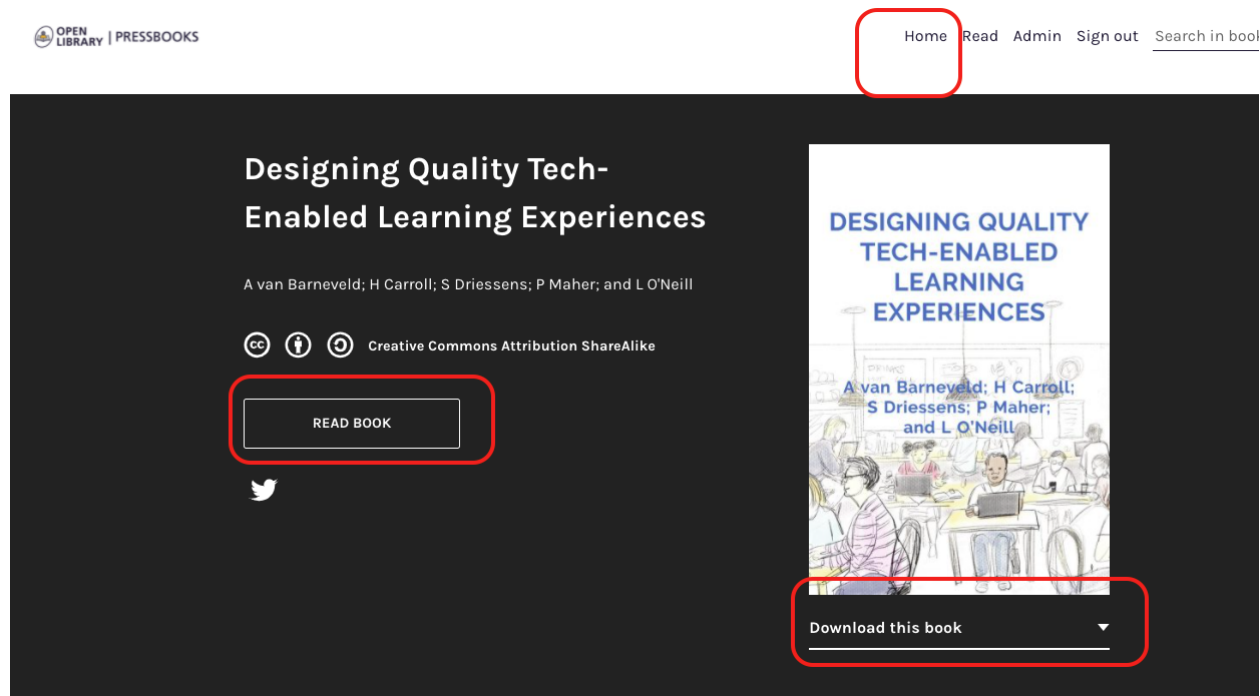 OPEN LIBRARY | PRESSBOOKS
Home Read Admin Sign out Search in book
Designing Quality Tech-
Enabled Learning Experiences
A van Barneveld; H Carroll; S Driessens; P Maher; and L O'Neill
Creative Commons Attribution ShareAlike
READ BOOK
DESIGNING QUALITY
TECH-ENABLED
LEARNING
EXPERIENCES
DRINKS
A van Barneveld; H Carroll;
S Driessens; P Maher;
and L O'Neill
Download this book